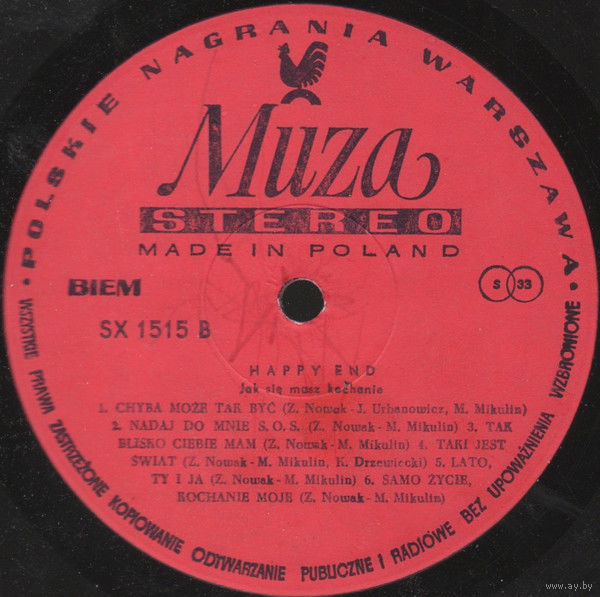 • POLSKIE NAGRANIA WARSZAWA •
Muza
STEREO
MADE IN POLAND
BIEM
S 33
SX 1515 B
HAPPY END
Jak się masz kochanie
1. CHYBA MOŻE TAK BYĆ (Z. Nowak - J. Urbanowicz, M. Mikulin)
2. NADAJ DO MNIE S.O.S. (Z. Nowak - M. Mikulin) 3. TAK
BLISKO CIEBIE MAM (Z. Nowak - M. Mikulin) 4. TAKI JEST
ŚWIAT (Z. Nowak - M. Mikulin, K. Drzewiecki) 5. LATO,
TY I JA (Z. Nowak - M. Mikulin) 6. SAMO ŻYCIE,
KOCHANIE MOJE (Z. Nowak - M. Mikulin)
WSZYSTKIE PRAWA ZASTRZEŻONE KOPIOWANIE ODTWARZANIE PUBLICZNE I RADIOWE BEZ UPOWAŻNIENIA WZBRONIONE
www.ay.by